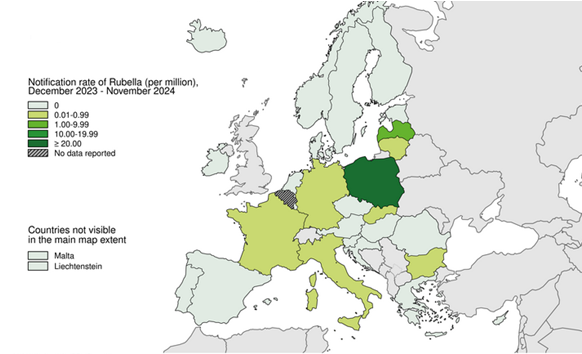 Notification rate of Rubella (per million),
December 2023 - November 2024
0
0.01-0.99
1.00-9.99
10.00-19.99
≥ 20.00
No data reported
Countries not visible
in the main map extent
Malta
Liechtenstein